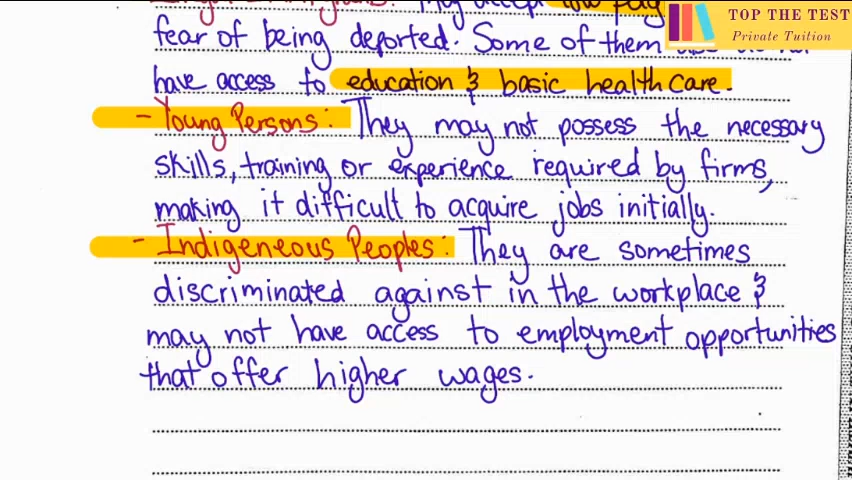 TOP THE TEST
Private Tuition
fear of being deported. Some of them
have access to education & basic healthcare.
- Young Persons: They may not possess the necessary
skills, training or experience required by firms,
making it difficult to acquire jobs initially.
- Indigeneous Peoples: They are sometimes
discriminated against in the workplace &
may not have access to employment opportunities
that offer higher wages.